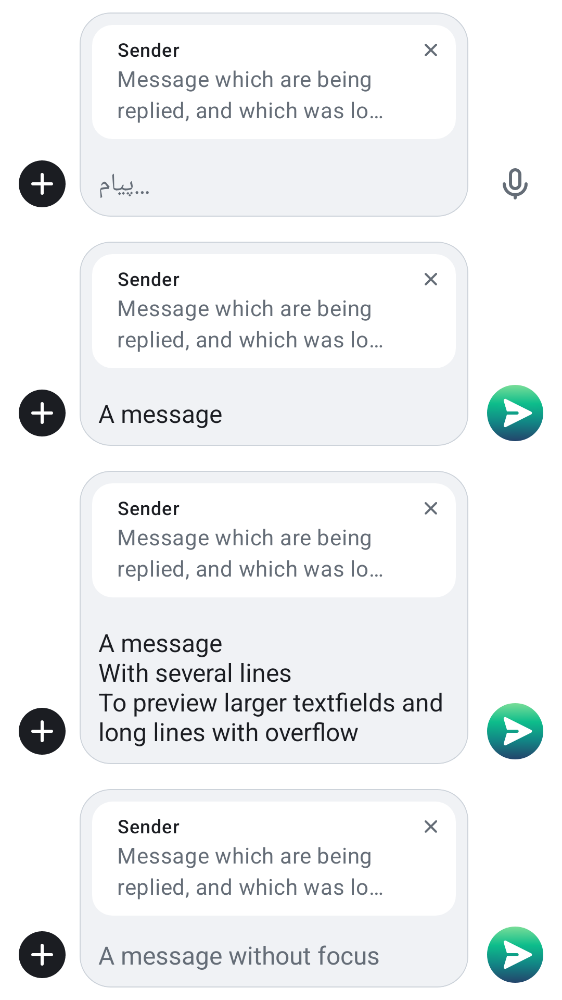 Sender
Message which are being
replied, and which was lo…
پیام…
Sender
Message which are being
replied, and which was lo…
A message
Sender
Message which are being
replied, and which was lo…
A message
With several lines
To preview larger textfields and
long lines with overflow
Sender
Message which are being
replied, and which was lo…
A message without focus